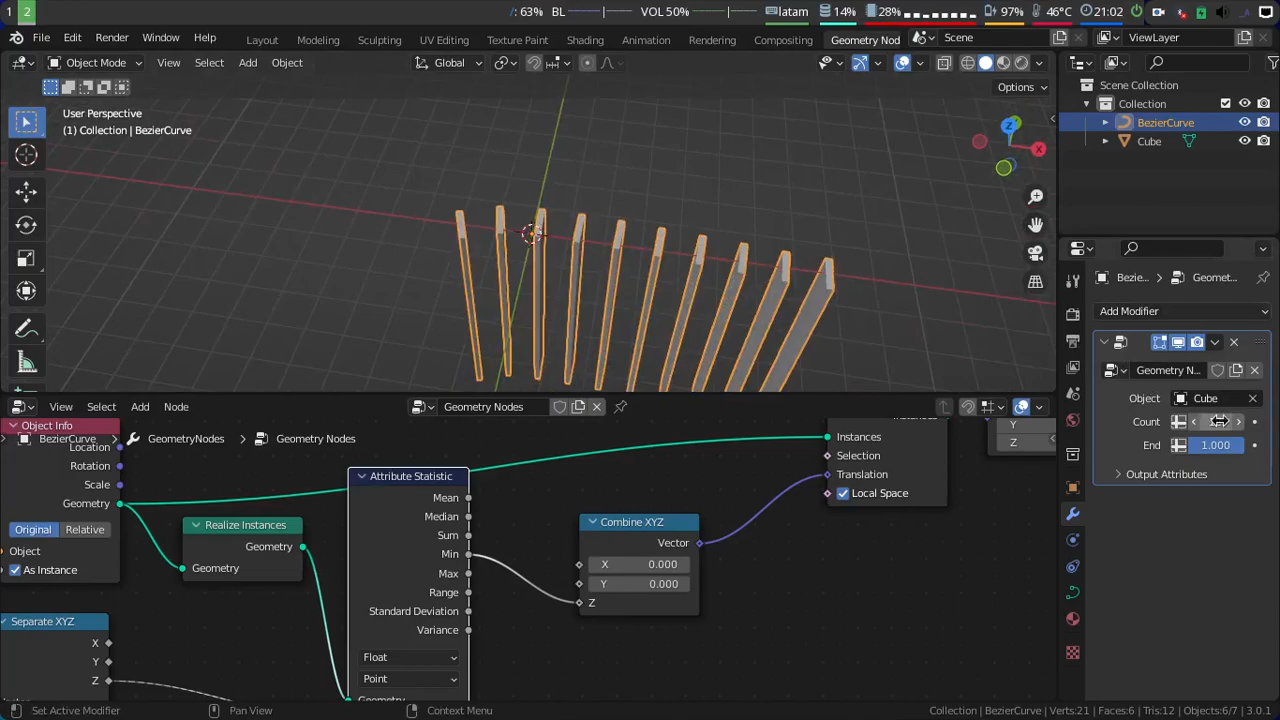 1 2 : 63% BL VOL 50% latam 14% 28% 97% 46°C 21:02
File Edit Render Window Help Layout Modeling Sculpting UV Editing Texture Paint Shading Animation Rendering Compositing Geometry Nod Scene ViewLayer
Object Mode View Select Add Object Global
Options
User Perspective
(1) Collection | BezierCurve
Z
X
Scene Collection
Collection
BezierCurve
Cube
Bezie... Geomet...
Add Modifier
Geometry N...
Object Cube
Count
End 1.000
Output Attributes
View Select Add Node Geometry Nodes
Object Info
BezierCurve > GeometryNodes > Geometry Nodes
Location
Rotation
Scale
Geometry
Original Relative
Object
As Instance
Realize Instances
Geometry
Geometry
Separate XYZ
X
Y
Z
Attribute Statistic
Mean
Median
Sum
Min
Max
Range
Standard Deviation
Variance
Float
Point
Geometry
Combine XYZ
Vector
X 0.000
Y 0.000
Z
Instances
Selection
Translation
Local Space
Y
Z
Set Active Modifier Pan View Context Menu Collection | BezierCurve | Verts:21 | Faces:6 | Tris:12 | Objects:6/7 | 3.0.1